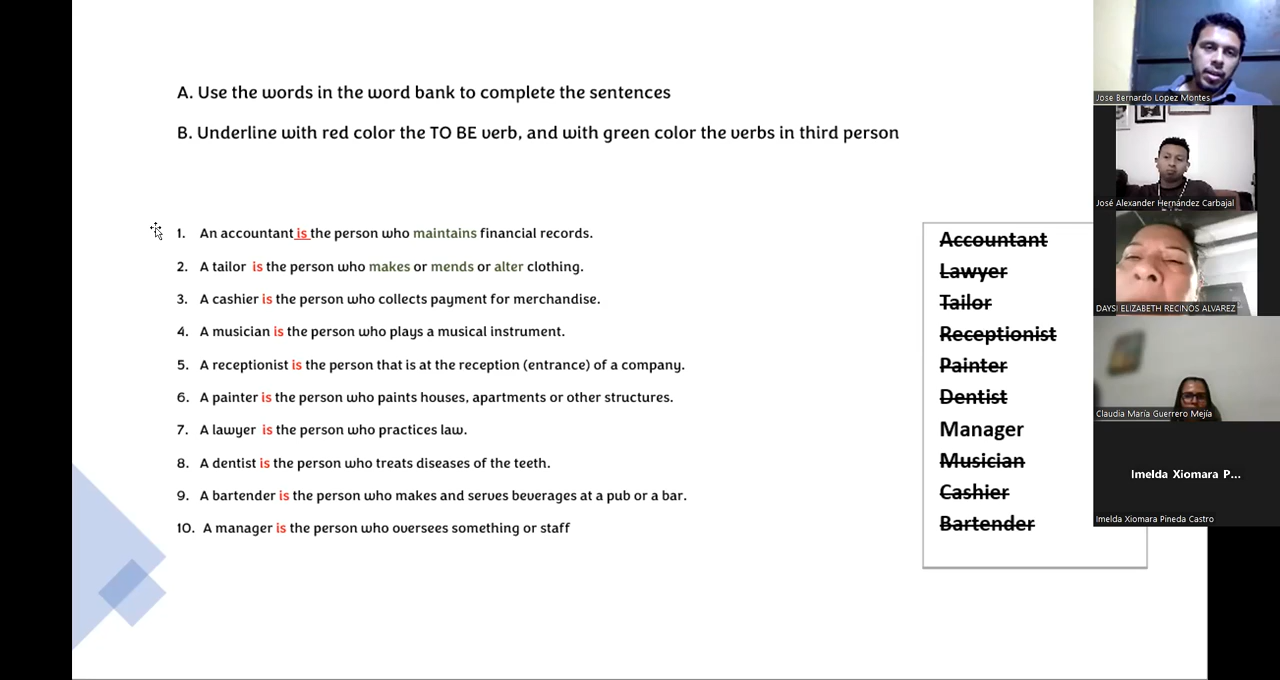 A. Use the words in the word bank to complete the sentences
B. Underline with red color the TO BE verb, and with green color the verbs in third person
1. An accountant is the person who maintains financial records.
2. A tailor is the person who makes or mends or alter clothing.
3. A cashier is the person who collects payment for merchandise.
4. A musician is the person who plays a musical instrument.
5. A receptionist is the person that is at the reception (entrance) of a company.
6. A painter is the person who paints houses, apartments or other structures.
7. A lawyer is the person who practices law.
8. A dentist is the person who treats diseases of the teeth.
9. A bartender is the person who makes and serves beverages at a pub or a bar.
10. A manager is the person who oversees something or staff
Accountant
Lawyer
Tailor
Receptionist
Painter
Dentist
Manager
Musician
Cashier
Bartender
Jose Bernardo Lopez Montes
José Alexander Hernández Carbajal
DAYSI ELIZABETH RECINOS ALVAREZ
Claudia María Guerrero Mejía
Imelda Xiomara P...
Imelda Xiomara Pineda Castro